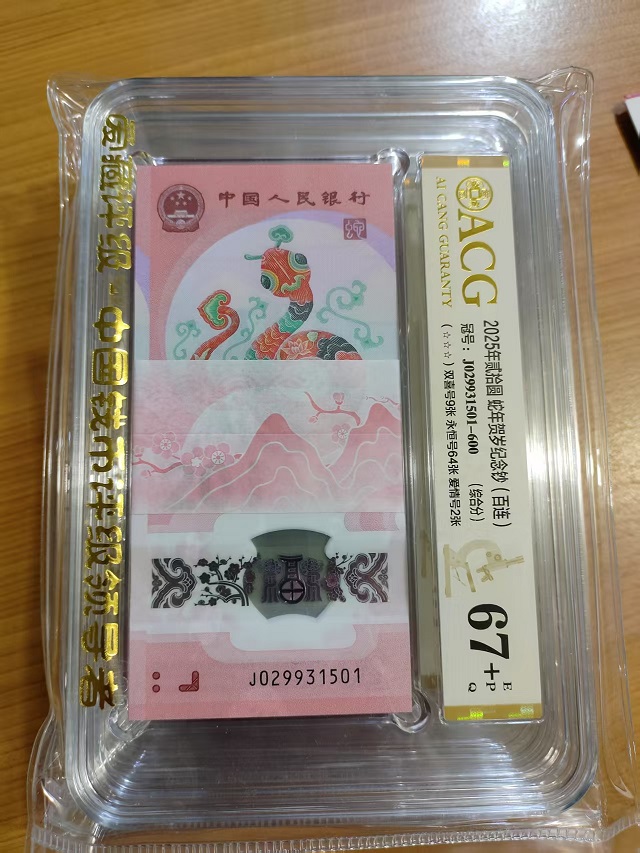 爱藏评级·中国钱币评级领导者
中国人民银行
蛇
J029931501
ACG
AI CANG GUARANTY
2025年贰拾圆 蛇年贺岁纪念钞(百连)
冠号:J029931501-600
(综合分)
(☆☆☆)双喜号9张 永恒号64张 爱情号2张
67+
E
P
Q